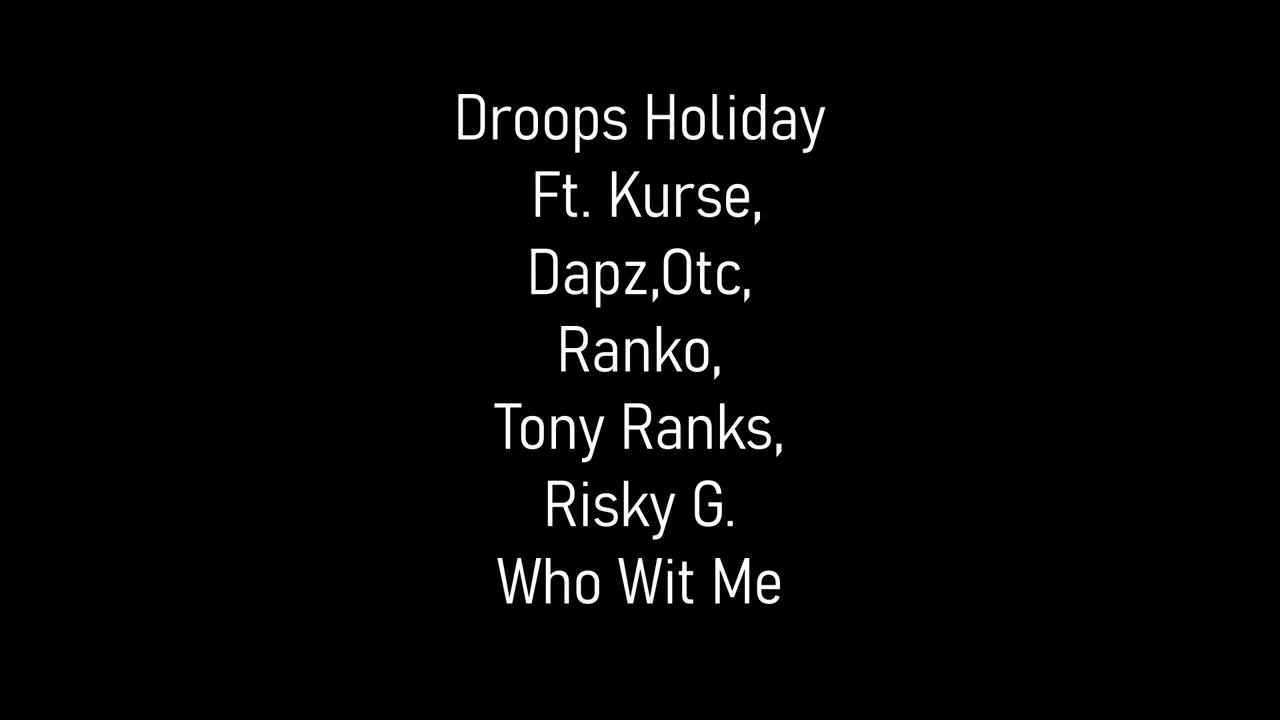 Droops Holiday
Ft. Kurse,
Dapz,Otc,
Ranko,
Tony Ranks,
Risky G.
Who Wit Me